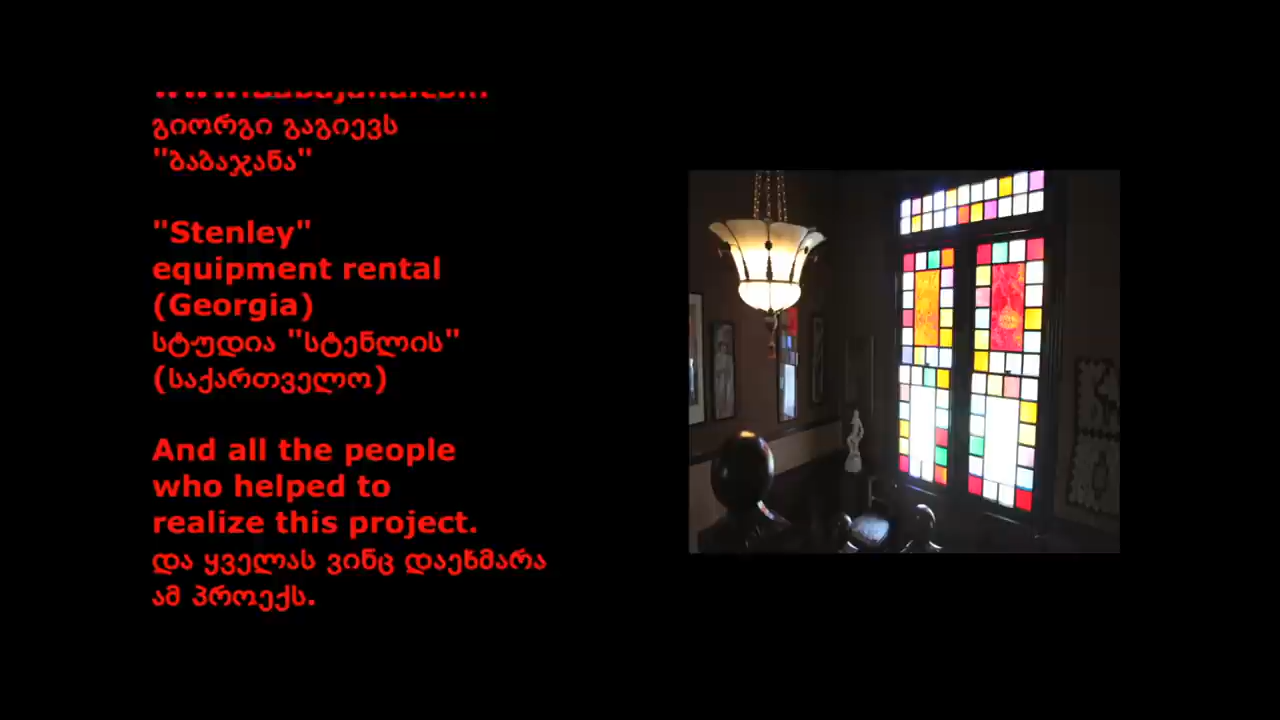 გიორგი გაგიევს
"ბაბაჯანა"
"Stenley"
equipment rental
(Georgia)
სტუდია "სტენლის"
(საქართველო)
And all the people
who helped to
realize this project.
და ყველას ვინც დაეხმარა
ამ პროექს.